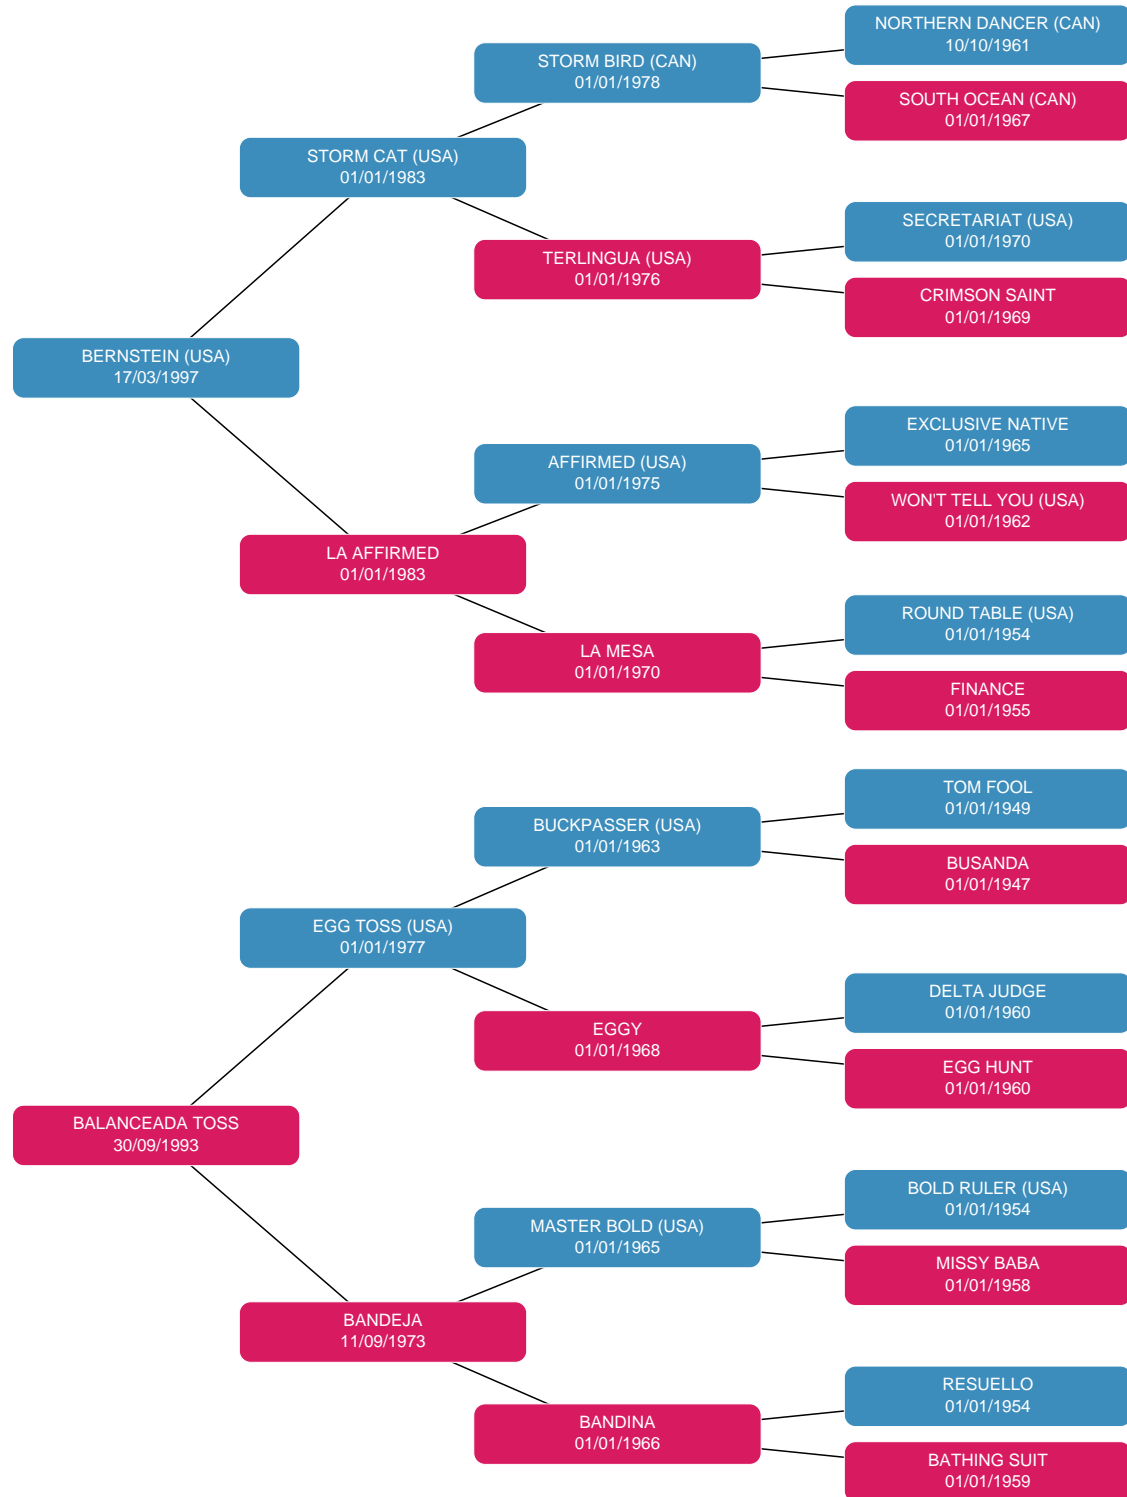 NORTHERN DANCER (CAN)
10/10/1961
STORM BIRD (CAN)
01/01/1978
SOUTH OCEAN (CAN)
01/01/1967
STORM CAT (USA)
01/01/1983
SECRETARIAT (USA)
01/01/1970
TERLINGUA (USA)
01/01/1976
CRIMSON SAINT
01/01/1969
BERNSTEIN (USA)
17/03/1997
EXCLUSIVE NATIVE
01/01/1965
AFFIRMED (USA)
01/01/1975
WON'T TELL YOU (USA)
01/01/1962
LA AFFIRMED
01/01/1983
ROUND TABLE (USA)
01/01/1954
LA MESA
01/01/1970
FINANCE
01/01/1955
TOM FOOL
01/01/1949
BUCKPASSER (USA)
01/01/1963
BUSANDA
01/01/1947
EGG TOSS (USA)
01/01/1977
DELTA JUDGE
01/01/1960
EGGY
01/01/1968
EGG HUNT
01/01/1960
BALANCEADA TOSS
30/09/1993
BOLD RULER (USA)
01/01/1954
MASTER BOLD (USA)
01/01/1965
MISSY BABA
01/01/1958
BANDEJA
11/09/1973
RESUELLO
01/01/1954
BANDINA
01/01/1966
BATHING SUIT
01/01/1959